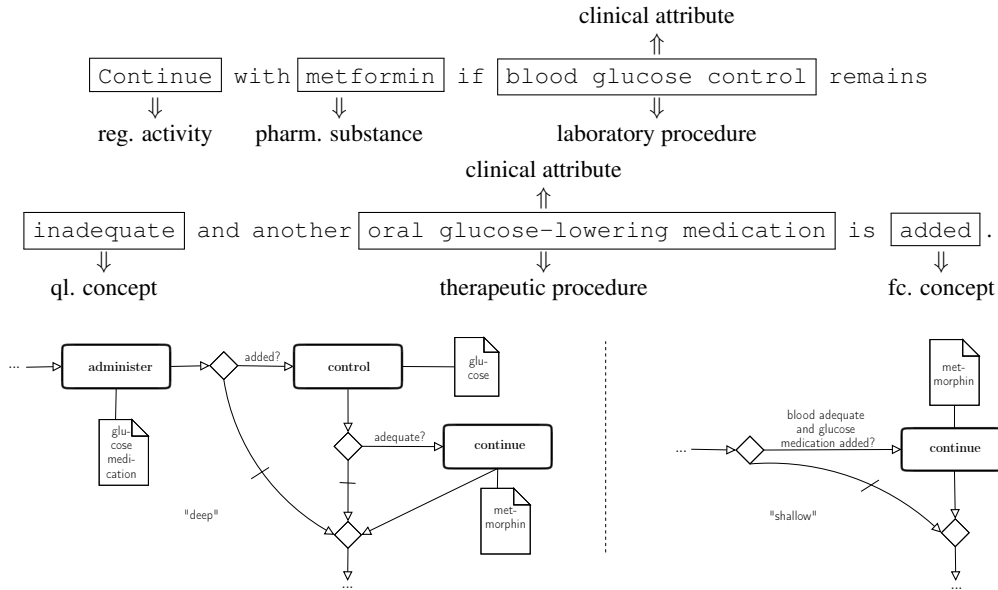 clinical attribute
Continue with metformin if blood glucose control remains
reg. activity pharm. substance laboratory procedure
clinical attribute
inadequate and another oral glucose-lowering medication is added.
ql. concept therapeutic procedure fc. concept
... administer added? control glu-
cose
glu-
cose
medi-
cation
adequate? continue
met-
morphin
"deep"
...
met-
morphin
blood adequate
and glucose
medication added?
... continue
"shallow"
...